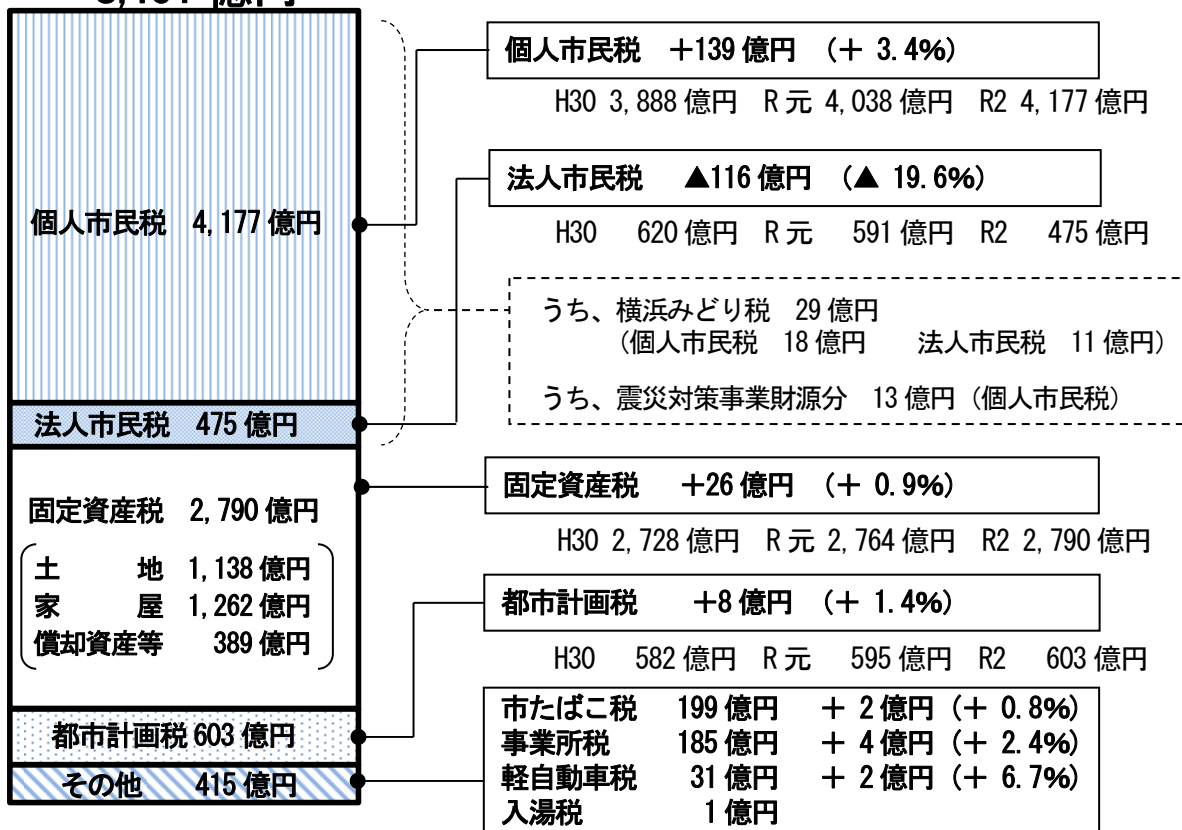 億円
個人市民税 4,177 億円
法人市民税 475 億円
固定資産税 2,790 億円
土 地 1,138 億円
家 屋 1,262 億円
償却資産等 389 億円
都市計画税 603 億円
その他 415 億円
個人市民税 +139 億円 (+ 3.4%)
H30 3,888 億円 R 元 4,038 億円 R2 4,177 億円
法人市民税 ▲116 億円 (▲ 19.6%)
H30 620 億円 R 元 591 億円 R2 475 億円
うち、横浜みどり税 29 億円
(個人市民税 18 億円 法人市民税 11 億円)
うち、震災対策事業財源分 13 億円 (個人市民税)
固定資産税 +26 億円 (+ 0.9%)
H30 2,728 億円 R 元 2,764 億円 R2 2,790 億円
都市計画税 +8 億円 (+ 1.4%)
H30 582 億円 R 元 595 億円 R2 603 億円
市たばこ税 199 億円 + 2 億円 (+ 0.8%)
事業所税 185 億円 + 4 億円 (+ 2.4%)
軽自動車税 31 億円 + 2 億円 (+ 6.7%)
入湯税 1 億円